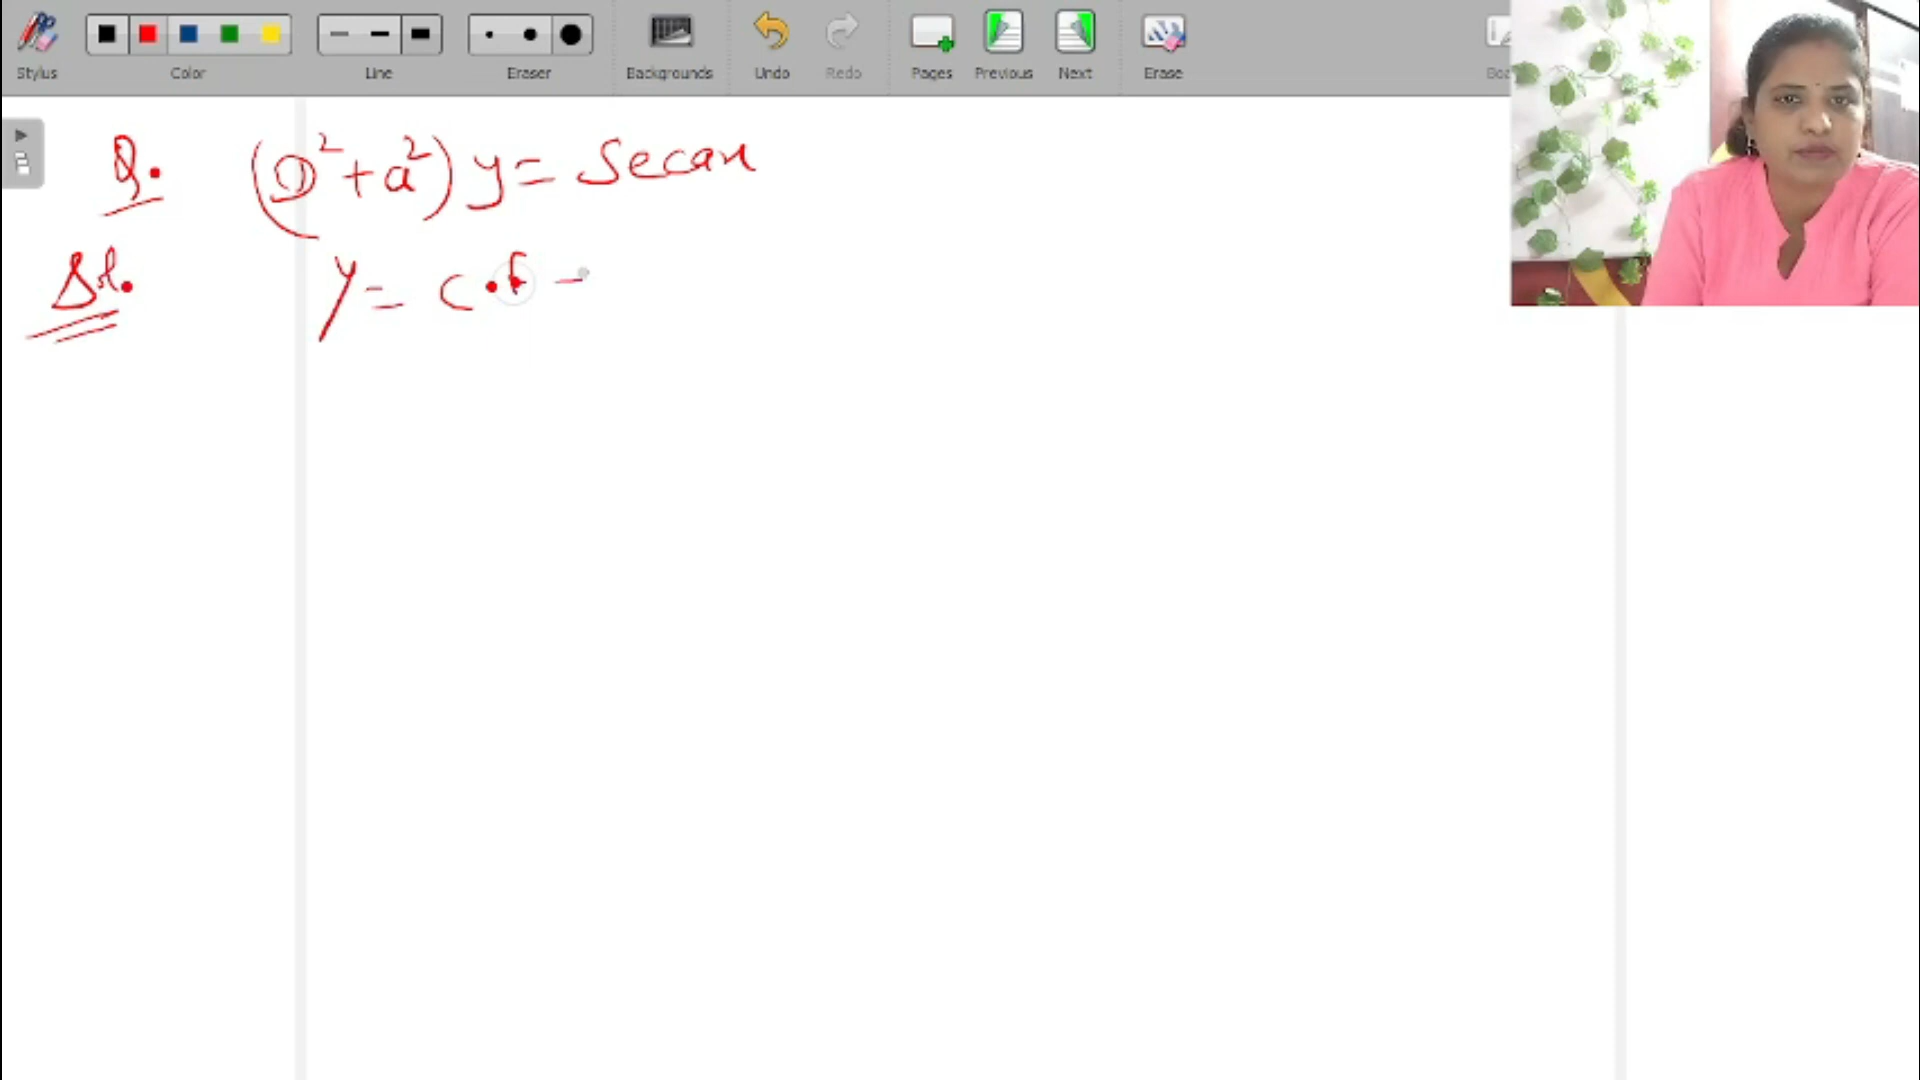 Stylus Color Line Eraser Backgrounds Undo Redo Pages Previous Next Erase
Q. (D²+a²) y = Secax
Sol. y = C.f -